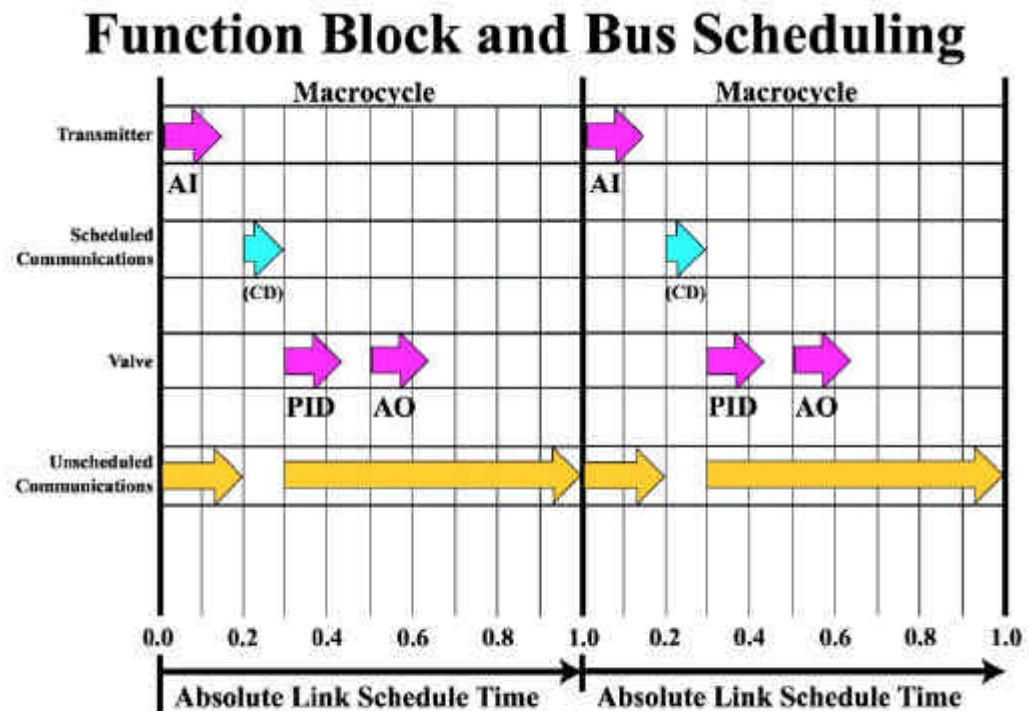 Function Block and Bus Scheduling
Macrocycle Macrocycle
Transmitter
AI AI
Scheduled
Communications
(CD) (CD)
Valve
PID AO PID AO
Unscheduled
Communications
0.0 0.2 0.4 0.6 0.8 1.0 0.2 0.4 0.6 0.8 1.0
Absolute Link Schedule Time Absolute Link Schedule Time